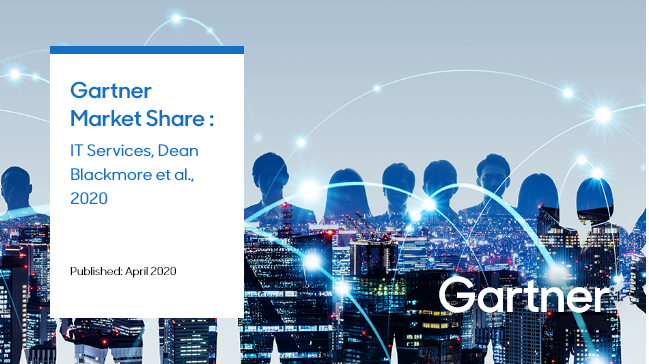 Gartner
Market Share :
IT Services, Dean
Blackmore et al.,
2020
Published: April 2020
Gartner